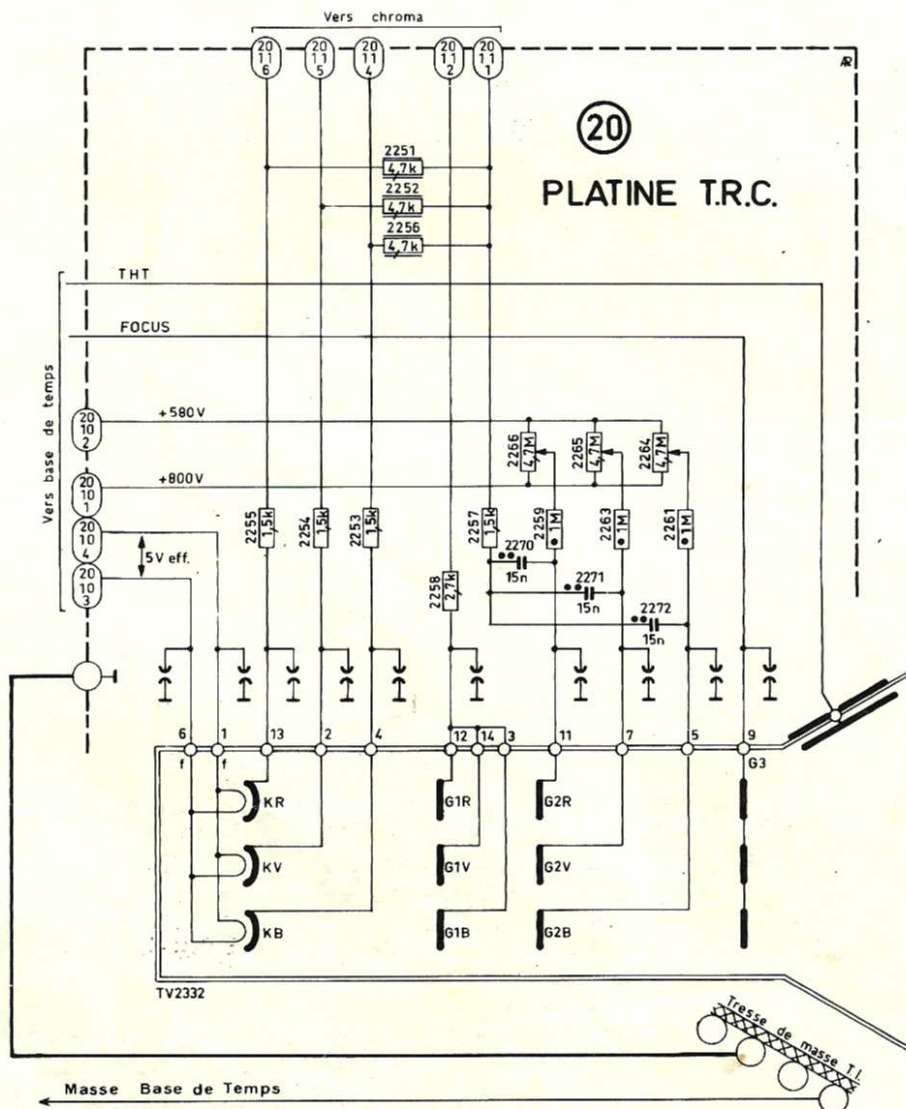 Vers chroma
20 11 6
20 11 5
20 11 4
20 11 2
20 11 1
AR
20
PLATINE T.R.C.
2251
4,7k
2252
4,7k
2256
4,7k
Vers base de temps
THT
FOCUS
20 10 2
+580V
20 10 1
+800V
20 10 4
5V eff.
20 10 3
2266
4,7M
2265
4,7M
2264
4,7M
2255
1,5k
2254
1,5k
2253
1,5k
2257
1,5k
2259
1M
2263
1M
2261
1M
2258
2,7k
2270
15n
2271
15n
2272
15n
6 1 13 2 4 12 14 3 11 7 5 9
f f G3
KR G1R G2R
KV G1V G2V
KB G1B G2B
TV2332
Tresse de masse T.I.
Masse Base de Temps